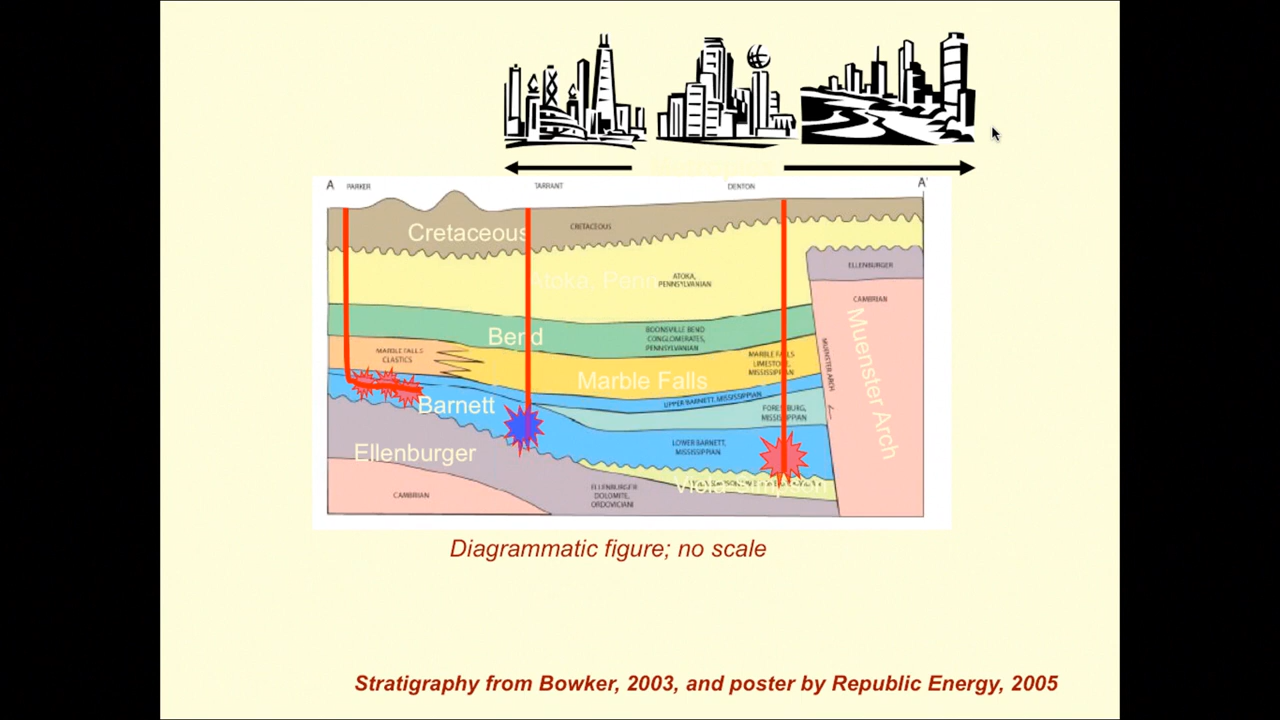 A PARKER TARRANT DENTON A'
Cretaceous
CRETACEOUS
ELLENBURGER
Atoka, Penn
ATOKA,
PENNSYLVANIAN
CAMBRIAN
Bend
BOONSVILLE BEND
CONGLOMERATES,
PENNSYLVANIAN
MARBLE FALLS
CLASTICS
MARBLE FALLS
LIMESTONE,
MISSISSIPPIAN
Marble Falls
MUENSTER ARCH
Muenster Arch
UPPER BARNETT, MISSISSIPPIAN
Barnett
FORESTBURG,
MISSISSIPPIAN
LOWER BARNETT,
MISSISSIPPIAN
Ellenburger
Viola-Simpson
CAMBRIAN
ELLENBURGER
DOLOMITE,
ORDOVICIANI
Diagrammatic figure; no scale
Stratigraphy from Bowker, 2003, and poster by Republic Energy, 2005